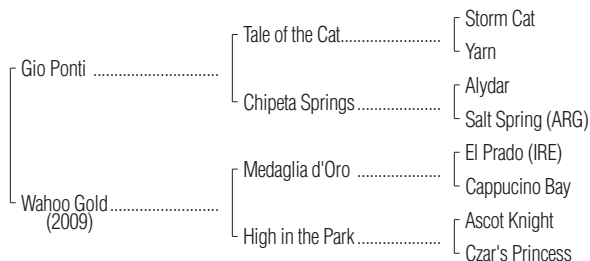 Storm Cat
Tale of the Cat
Yarn
Gio Ponti
Alydar
Chipeta Springs
Salt Spring (ARG)
El Prado (IRE)
Medaglia d'Oro
Cappucino Bay
Wahoo Gold
(2009)
Ascot Knight
High in the Park
Czar's Princess